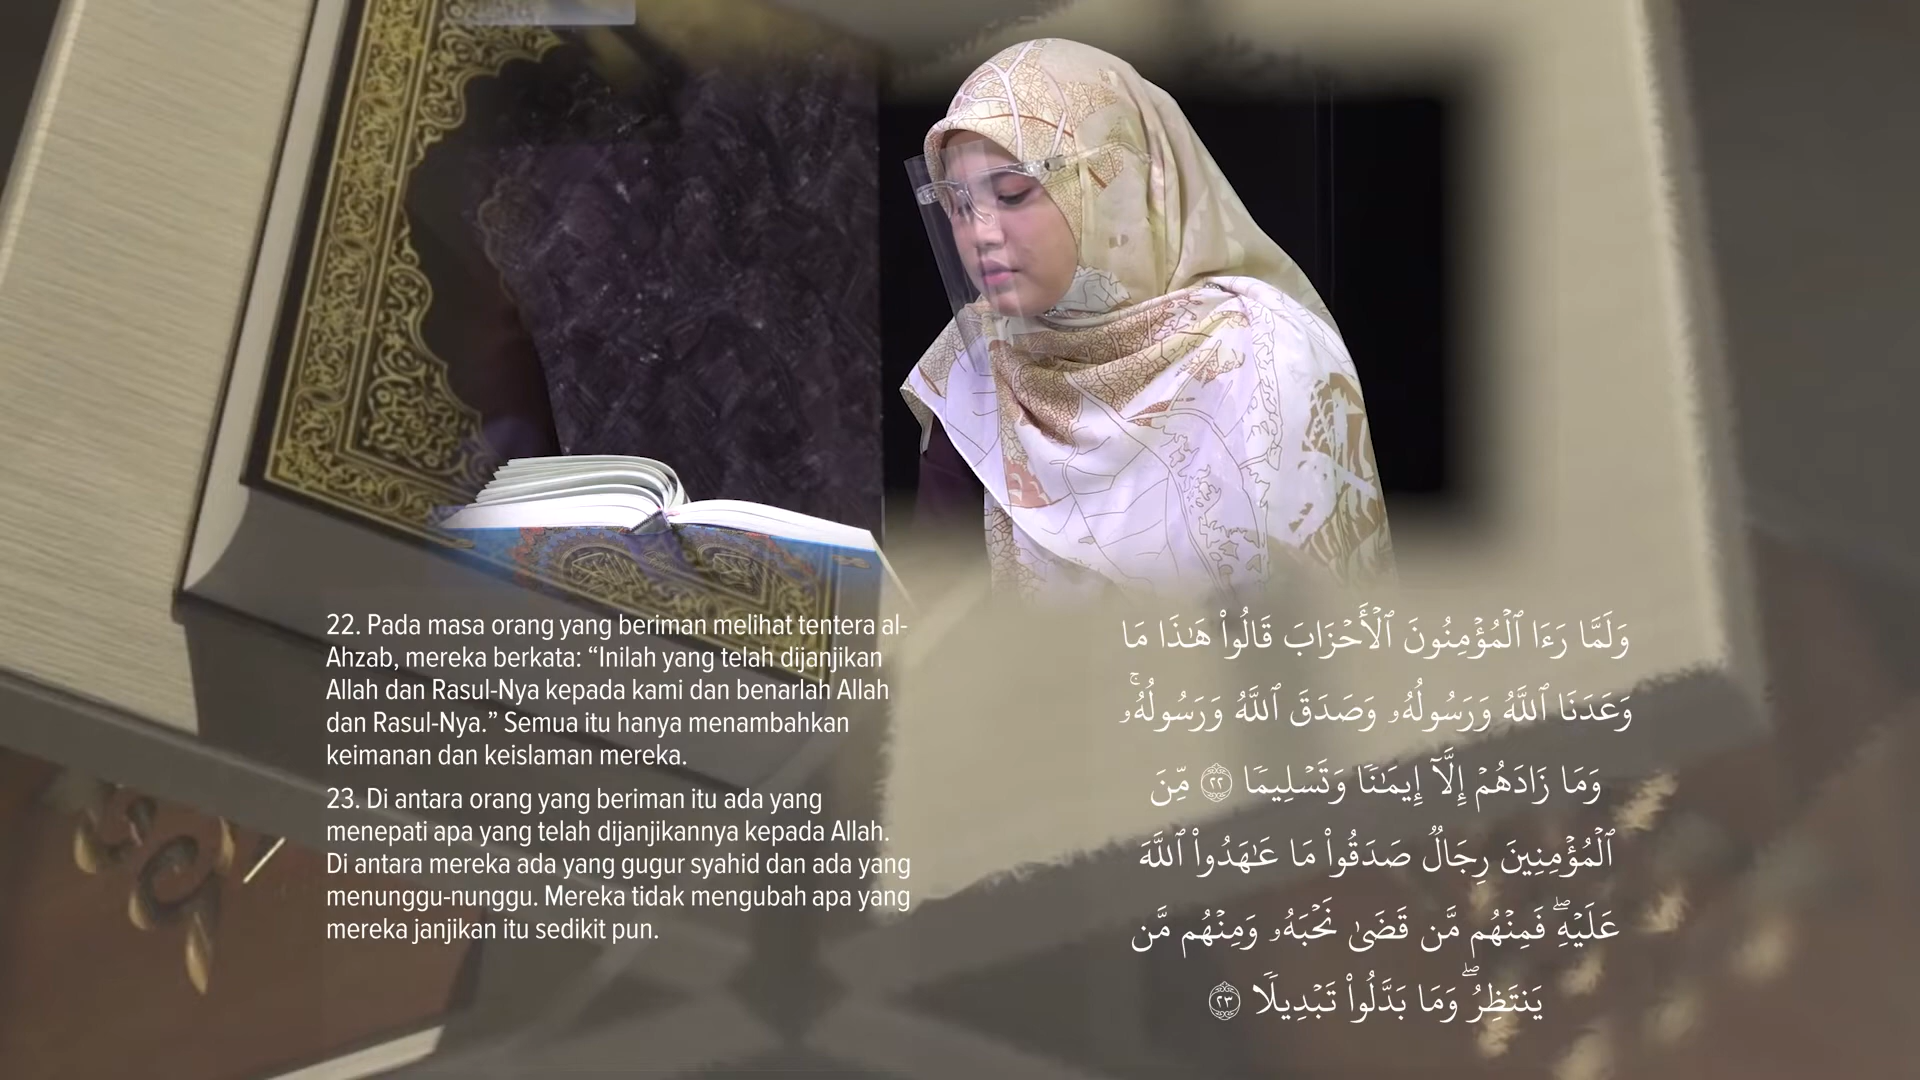 22. Pada masa orang yang beriman melihat tentera al-
Ahzab, mereka berkata: “Inilah yang telah dijanjikan
Allah dan Rasul-Nya kepada kami dan benarlah Allah
dan Rasul-Nya.” Semua itu hanya menambahkan
keimanan dan keislaman mereka.
23. Di antara orang yang beriman itu ada yang
menepati apa yang telah dijanjikannya kepada Allah.
Di antara mereka ada yang gugur syahid dan ada yang
menunggu-nunggu. Mereka tidak mengubah apa yang
mereka janjikan itu sedikit pun.
وَلَمَّا رَءَا ٱلْمُؤْمِنُونَ ٱلْأَحْزَابَ قَالُوا۟ هَـٰذَا مَا
وَعَدَنَا ٱللَّهُ وَرَسُولُهُۥ وَصَدَقَ ٱللَّهُ وَرَسُولُهُۥ ۚ
وَمَا زَادَهُمْ إِلَّآ إِيمَـٰنًا وَتَسْلِيمًا ٢٢ مِّنَ
ٱلْمُؤْمِنِينَ رِجَالٌ صَدَقُوا۟ مَا عَـٰهَدُوا۟ ٱللَّهَ
عَلَيْهِ ۖ فَمِنْهُم مَّن قَضَىٰ نَحْبَهُۥ وَمِنْهُم مَّن
يَنتَظِرُ ۖ وَمَا بَدَّلُوا۟ تَبْدِيلًا ٢٣